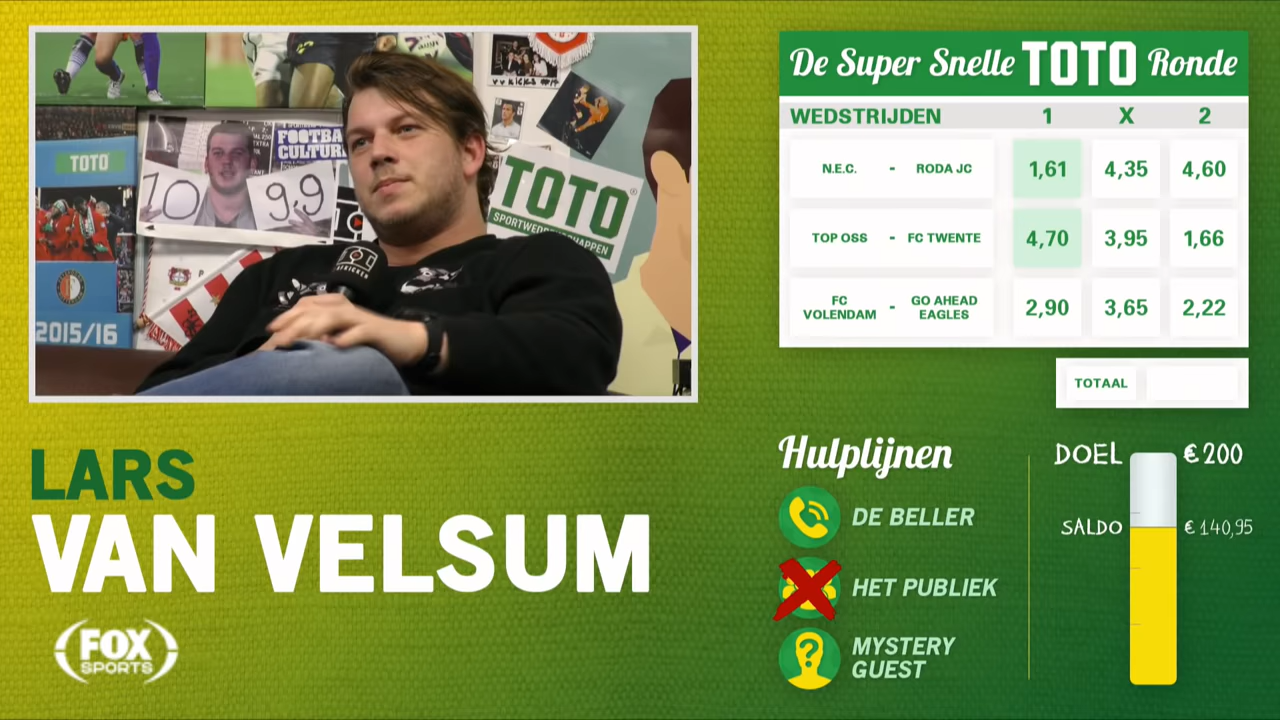 TOTO
2015/16
10
9,9
FOOTBA
CULTUR
TOTO
SPORTWEDDENSCHAPPEN
De Super Snelle TOTO Ronde
WEDSTRIJDEN 1 X 2
N.E.C. - RODA JC 1,61 4,35 4,60
TOP OSS - FC TWENTE 4,70 3,95 1,66
FC VOLENDAM - GO AHEAD EAGLES 2,90 3,65 2,22
TOTAAL
LARS
VAN VELSUM
FOX
SPORTS
Hulplijnen
DE BELLER
HET PUBLIEK
MYSTERY
GUEST
DOEL € 200
SALDO € 140,95